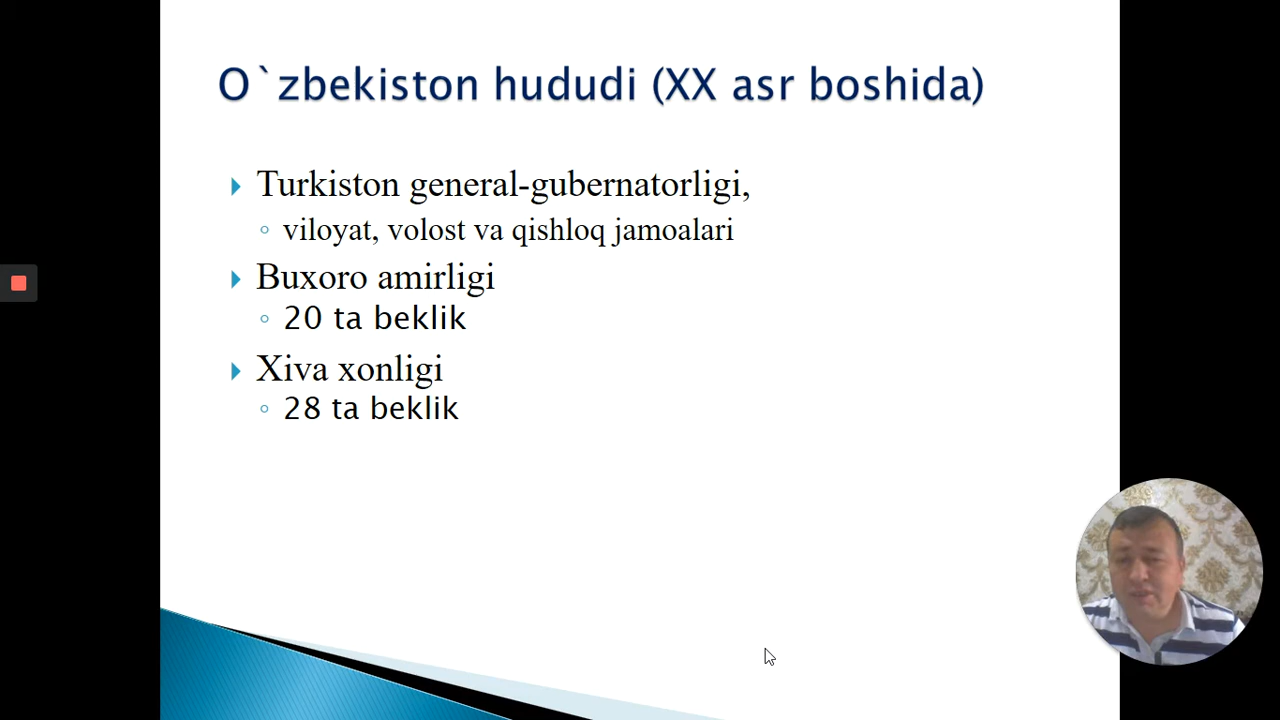 O`zbekiston hududi (XX asr boshida)
Turkiston general-gubernatorligi,
viloyat, volost va qishloq jamoalari
Buxoro amirligi
20 ta beklik
Xiva xonligi
28 ta beklik